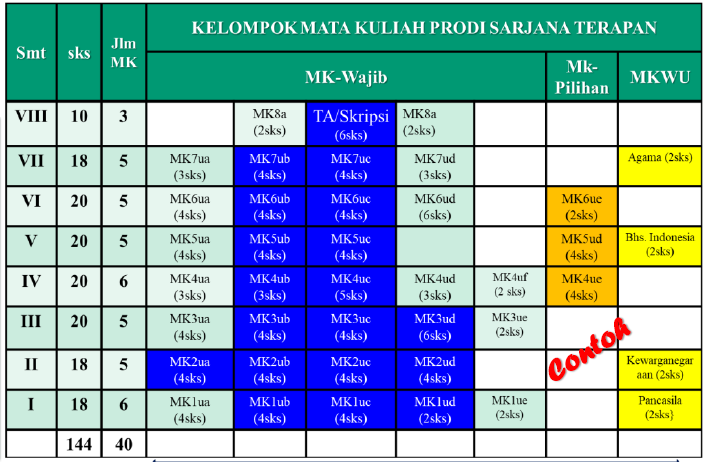 KELOMPOK MATA KULIAH PRODI SARJANA TERAPAN
Smt sks Jlm MK
MK-Wajib Mk-Pilihan MKWU
VIII 10 3 MK8a (2sks) TA/Skripsi (6sks) MK8a (2sks)
VII 18 5 MK7ua (3sks) MK7ub (4sks) MK7uc (4sks) MK7ud (3sks) Agama (2sks)
VI 20 5 MK6ua (4sks) MK6ub (4sks) MK6uc (4sks) MK6ud (6sks) MK6ue (2sks)
V 20 5 MK5ua (4sks) MK5ub (4sks) MK5uc (4sks) MK5ud (4sks) Bhs. Indonesia (2sks)
IV 20 6 MK4ua (3sks) MK4ub (3sks) MK4uc (5sks) MK4ud (3sks) MK4uf (2 sks) MK4ue (4sks)
III 20 5 MK3ua (4sks) MK3ub (4sks) MK3uc (4sks) MK3ud (6sks) MK3ue (2sks)
Contoh
II 18 5 MK2ua (4sks) MK2ub (4sks) MK2uc (4sks) MK2ud (4sks) Kewarganegaraan (2sks)
I 18 6 MK1ua (4sks) MK1ub (4sks) MK1uc (4sks) MK1ud (2sks) MK1ue (2sks) Pancasila (2sks}
144 40